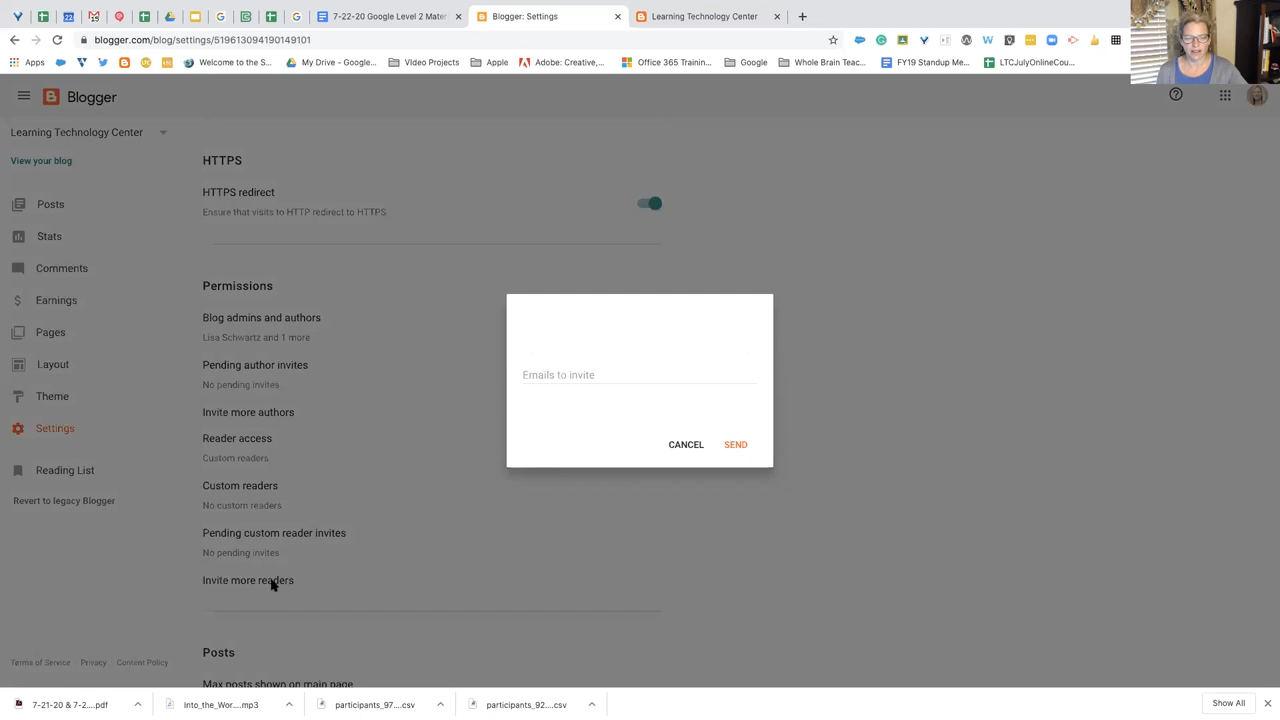 7-22-20 Google Level 2 Mater
Blogger: Settings
Learning Technology Center
blogger.com/blog/settings/519613094190149101
Apps
Welcome to the S...
My Drive - Google...
Video Projects
Apple
Adobe: Creative,...
Office 365 Trainin...
Google
Whole Brain Teac...
FY19 Standup Me...
LTCJulyOnlineCou...
Blogger
Learning Technology Center
View your blog
Posts
Stats
Comments
Earnings
Pages
Layout
Theme
Settings
Reading List
Revert to legacy Blogger
Terms of Service · Privacy · Content Policy
HTTPS
HTTPS redirect
Ensure that visits to HTTP redirect to HTTPS
Permissions
Blog admins and authors
Lisa Schwartz and 1 more
Pending author invites
No pending invites
Invite more authors
Reader access
Custom readers
Custom readers
No custom readers
Pending custom reader invites
No pending invites
Invite more readers
Posts
Max posts shown on main page
Emails to invite
CANCEL
SEND
7-21-20 & 7-2....pdf
Into_the_Wor....mp3
participants_97....csv
participants_92....csv
Show All